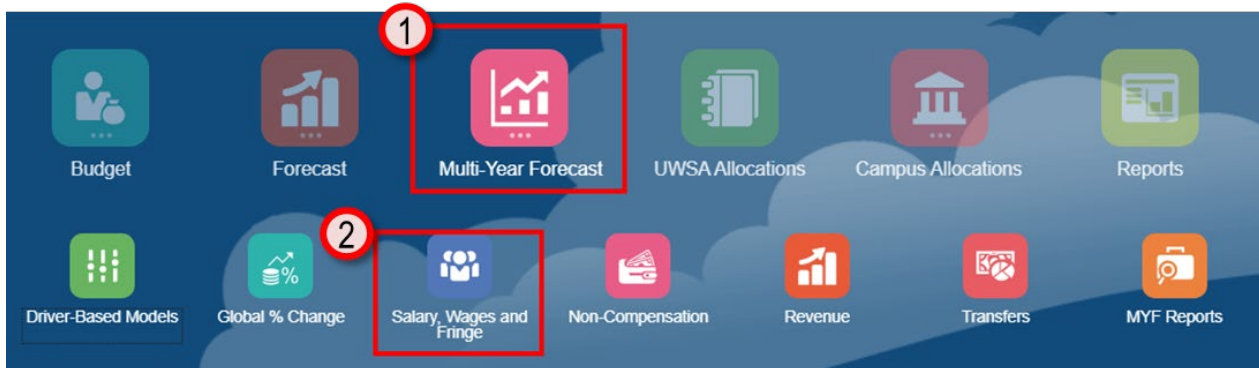 1
Budget
Forecast
Multi-Year Forecast
UWSA Allocations
Campus Allocations
Reports
2
%
Driver-Based Models
Global % Change
Salary, Wages and
Fringe
Non-Compensation
Revenue
Transfers
MYF Reports